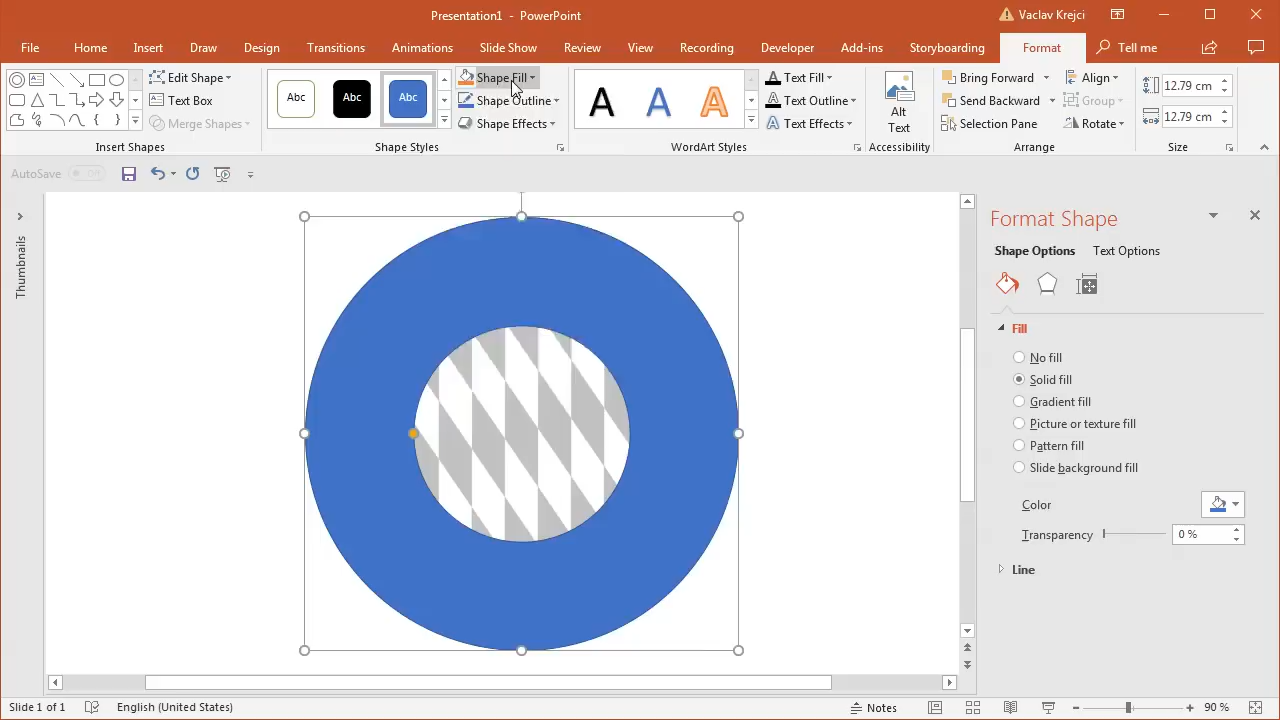 Presentation1 - PowerPoint
Vaclav Krejci
File Home Insert Draw Design Transitions Animations Slide Show Review View Recording Developer Add-ins Storyboarding Format Tell me
Edit Shape
Text Box
Merge Shapes
Insert Shapes
Abc Abc Abc
Shape Fill
Shape Outline
Shape Effects
Shape Styles
A A A
Text Fill
Text Outline
Text Effects
WordArt Styles
Alt
Text
Accessibility
Bring Forward
Send Backward
Selection Pane
Align
Group
Rotate
Arrange
12.79 cm
12.79 cm
Size
AutoSave Off
Thumbnails
Format Shape
Shape Options Text Options
Fill
No fill
Solid fill
Gradient fill
Picture or texture fill
Pattern fill
Slide background fill
Color
Transparency 0 %
Line
Slide 1 of 1 English (United States) Notes 90 %